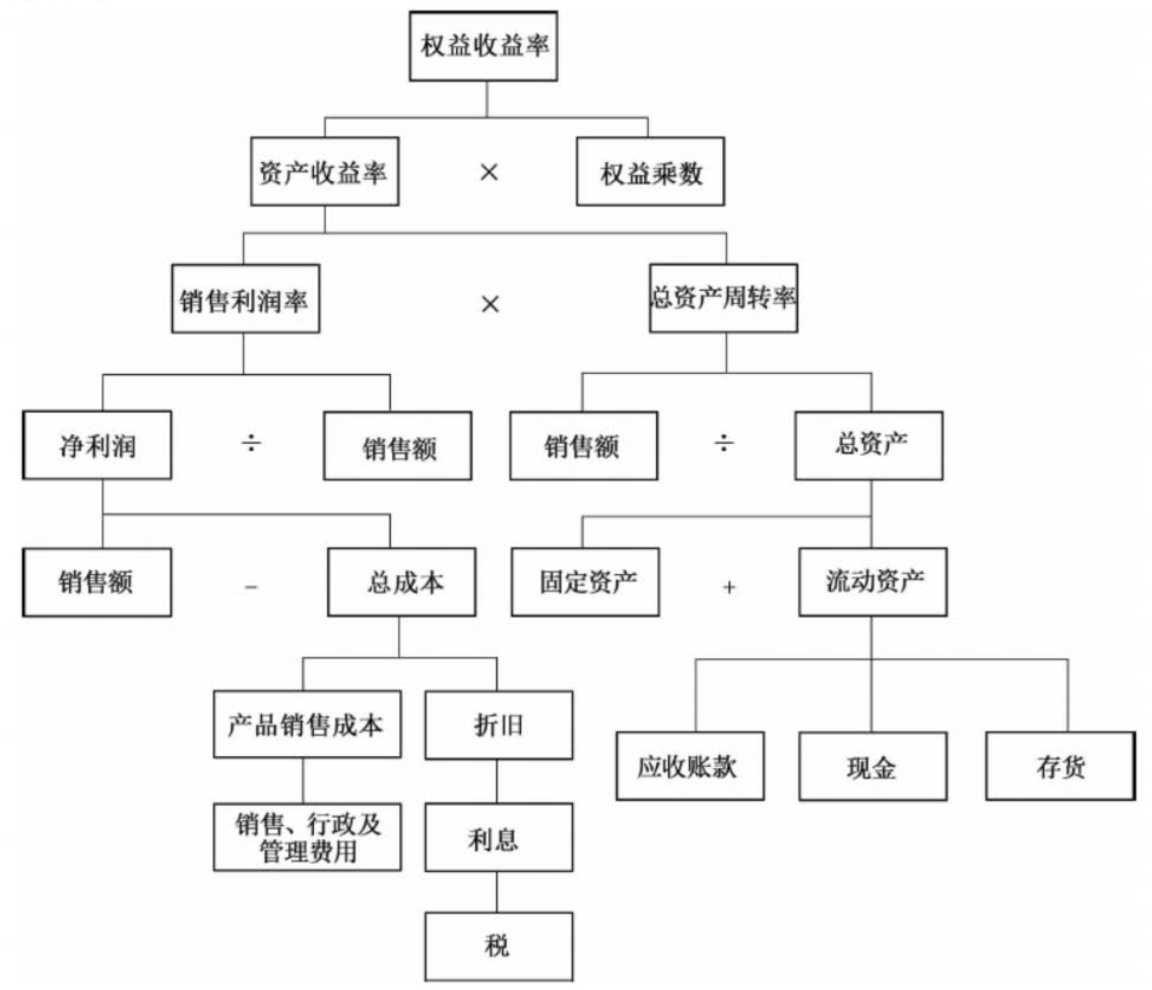 权益收益率
资产收益率
×
权益乘数
销售利润率
×
总资产周转率
净利润
÷
销售额
销售额
÷
总资产
销售额
－
总成本
固定资产
+
流动资产
产品销售成本
折旧
应收账款
现金
存货
销售、行政及
管理费用
利息
税